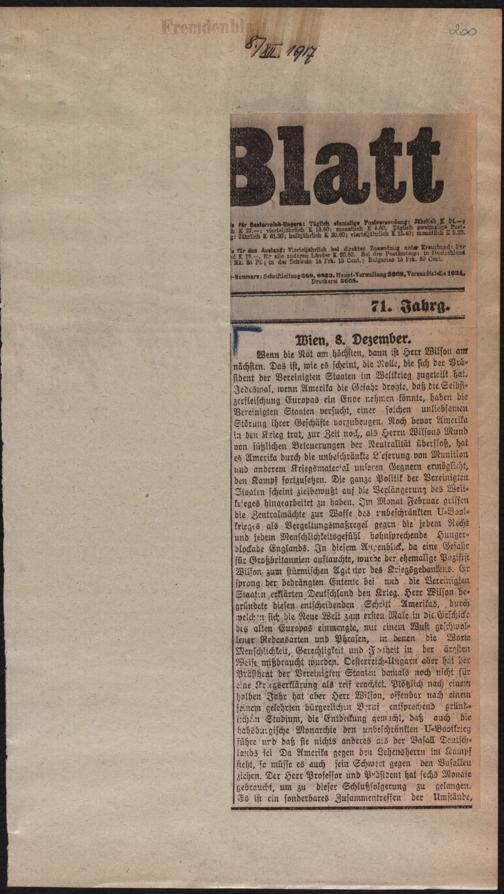 Fremdenblatt
8/XII 1917
200
Blatt
71. Jahrg.
Wien, 8. Dezember.
Wenn die Not am höchsten, dann ist Herr Wilson am
nächsten. Das ist, wie es scheint, die Rolle, die sich der Prä-
sident der Vereinigten Staaten im Weltkrieg zugeteilt hat.
Jedesmal, wenn Amerika die Gefahr drohte, daß die Selbst-
zerfleischung Europas ein Ende nehmen könnte, haben die
Vereinigten Staaten versucht, einer solchen unliebsamen
Störung ihrer Geschäfte vorzubeugen. Noch bevor Amerika
in den Krieg trat, zur Zeit noch, als Herrn Wilsons Mund
von süßlichen Beteuerungen der Neutralität überfloß, hat
es Amerika durch die unbeschränkte Lieferung von Munition
und anderem Kriegsmaterial unseren Gegnern ermöglicht,
den Kampf fortzusetzen. Die ganze Politik der Vereinigten
Staaten scheint zielbewußt auf die Verlängerung des Welt-
krieges hingearbeitet zu haben. Im Monat Februar griffen
die Zentralmächte zur Waffe des unbeschränkten U-Boot-
krieges als Vergeltungsmaßregel gegen die jedem Recht
und jedem Menschlichkeitsgefühl hohnsprechende Hunger-
blockade Englands. In diesem Augenblick, da eine Gefahr
für Großbritannien auftauchte, wurde der ehemalige Pazifist
Wilson zum stürmischen Agitator des Kriegsgedankens. Er
sprang der bedrängten Entente bei und die Vereinigten
Staaten erklärten Deutschland den Krieg. Herr Wilson be-
gründete diesen entscheidenden Schritt Amerikas, durch
welchen sich die Neue Welt zum ersten Male in die Geschicke
des alten Europas einmengte, mit einem Wust geschwol-
lener Redensarten und Phrasen, in denen die Worte
Menschlichkeit, Gerechtigkeit und Freiheit in der ärgsten
Weise mißbraucht wurden. Oesterreich-Ungarn aber hat der
Präsident der Vereinigten Staaten damals noch nicht für
eine Kriegserklärung als reif erachtet. Plötzlich nach einem
halben Jahr hat aber Herr Wilson, offenbar nach einem
seinem gelehrten bürgerlichen Beruf entsprechend gründ-
lichen Studium, die Entdeckung gemacht, daß auch die
habsburgische Monarchie den unbeschränkten U-Bootkrieg
führe und daß sie nichts anderes als der Vasall Deutsch-
lands sei. Da Amerika gegen den Lehensherrn im Kampf
steht, so müsse es auch sein Schwert gegen den Vasallen
ziehen. Der Herr Professor und Präsident hat sechs Monate
gebraucht, um zu dieser Schlußfolgerung zu gelangen.
Es ist ein sonderbares Zusammentreffen der Umstände,